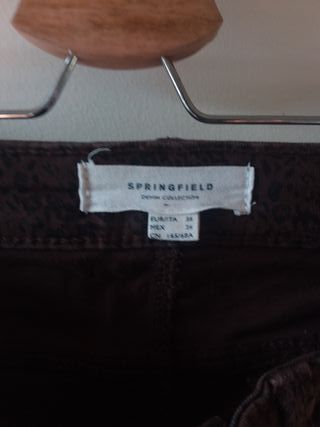 SPRINGFIELD
DENIM COLLECTION
EUR/ITA 38
MEX 28
CN 165/68A